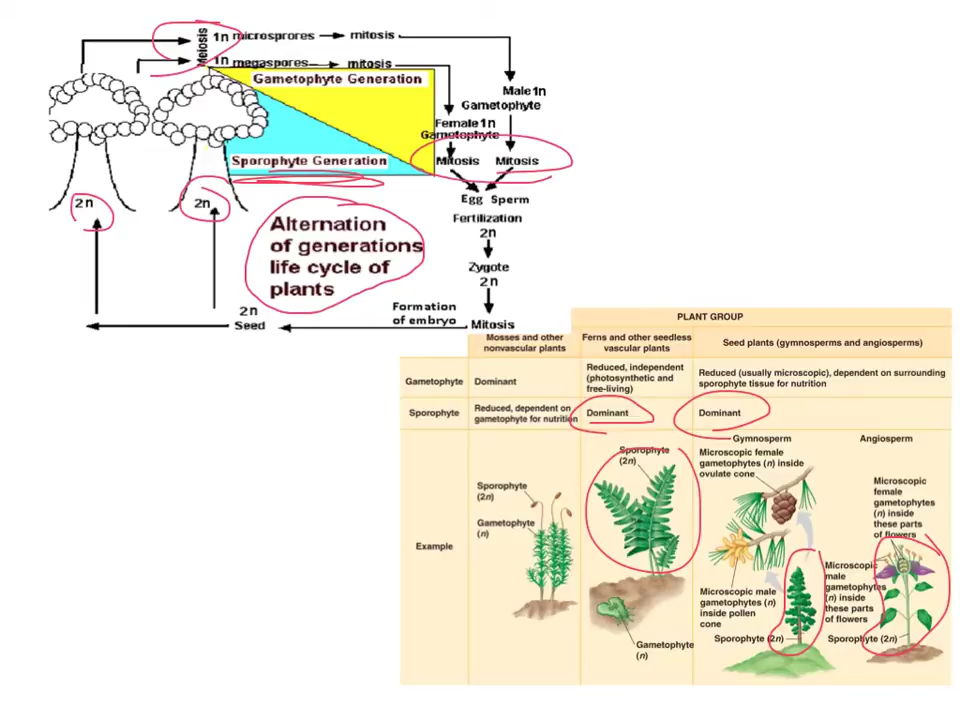 Meiosis
1n microsprores mitosis
1n megaspores mitosis
Gametophyte Generation
Male 1n
Gametophyte
Female 1n
Gametophyte
Sporophyte Generation
Mitosis Mitosis
2n 2n
Egg Sperm
Fertilization
2n
Alternation
of generations
life cycle of
plants
Zygote
2n
Formation
of embryo
Mitosis
2n
Seed
PLANT GROUP
Mosses and other
nonvascular plants
Ferns and other seedless
vascular plants
Seed plants (gymnosperms and angiosperms)
Gametophyte
Dominant
Reduced, independent
(photosynthetic and
free-living)
Reduced (usually microscopic), dependent on surrounding
sporophyte tissue for nutrition
Sporophyte
Reduced, dependent on
gametophyte for nutrition
Dominant
Dominant
Example
Sporophyte
(2n)
Gametophyte
(n)
Sporophyte
(2n)
Gametophyte
(n)
Gymnosperm
Microscopic female
gametophytes (n) inside
ovulate cone
Microscopic male
gametophytes (n)
inside pollen
cone
Sporophyte (2n)
Angiosperm
Microscopic
female
gametophytes
(n) inside
these parts
of flowers
Microscopic
male
gametophytes
(n) inside
these parts
of flowers
Sporophyte (2n)